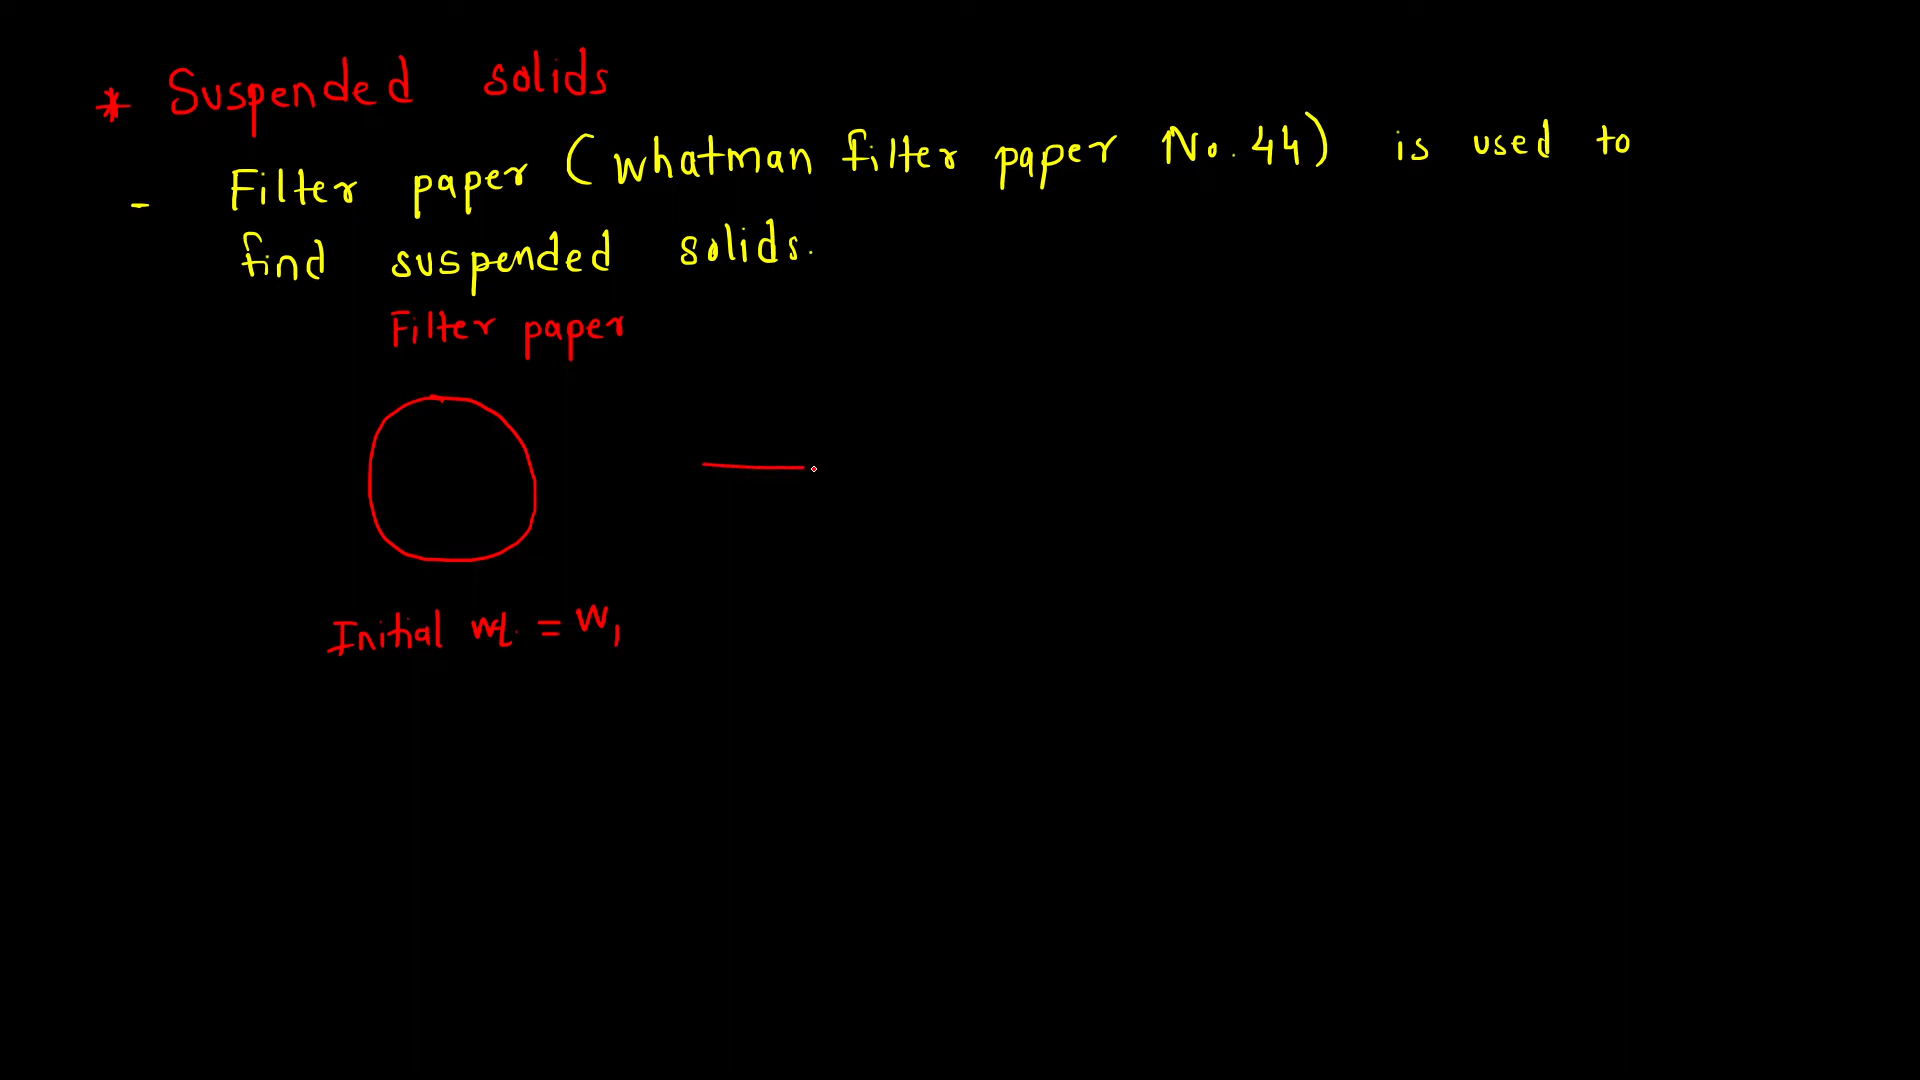 * Suspended solids
- Filter paper (whatman filter paper No. 44) is used to
find suspended solids.
Filter paper
Initial wt. = W₁